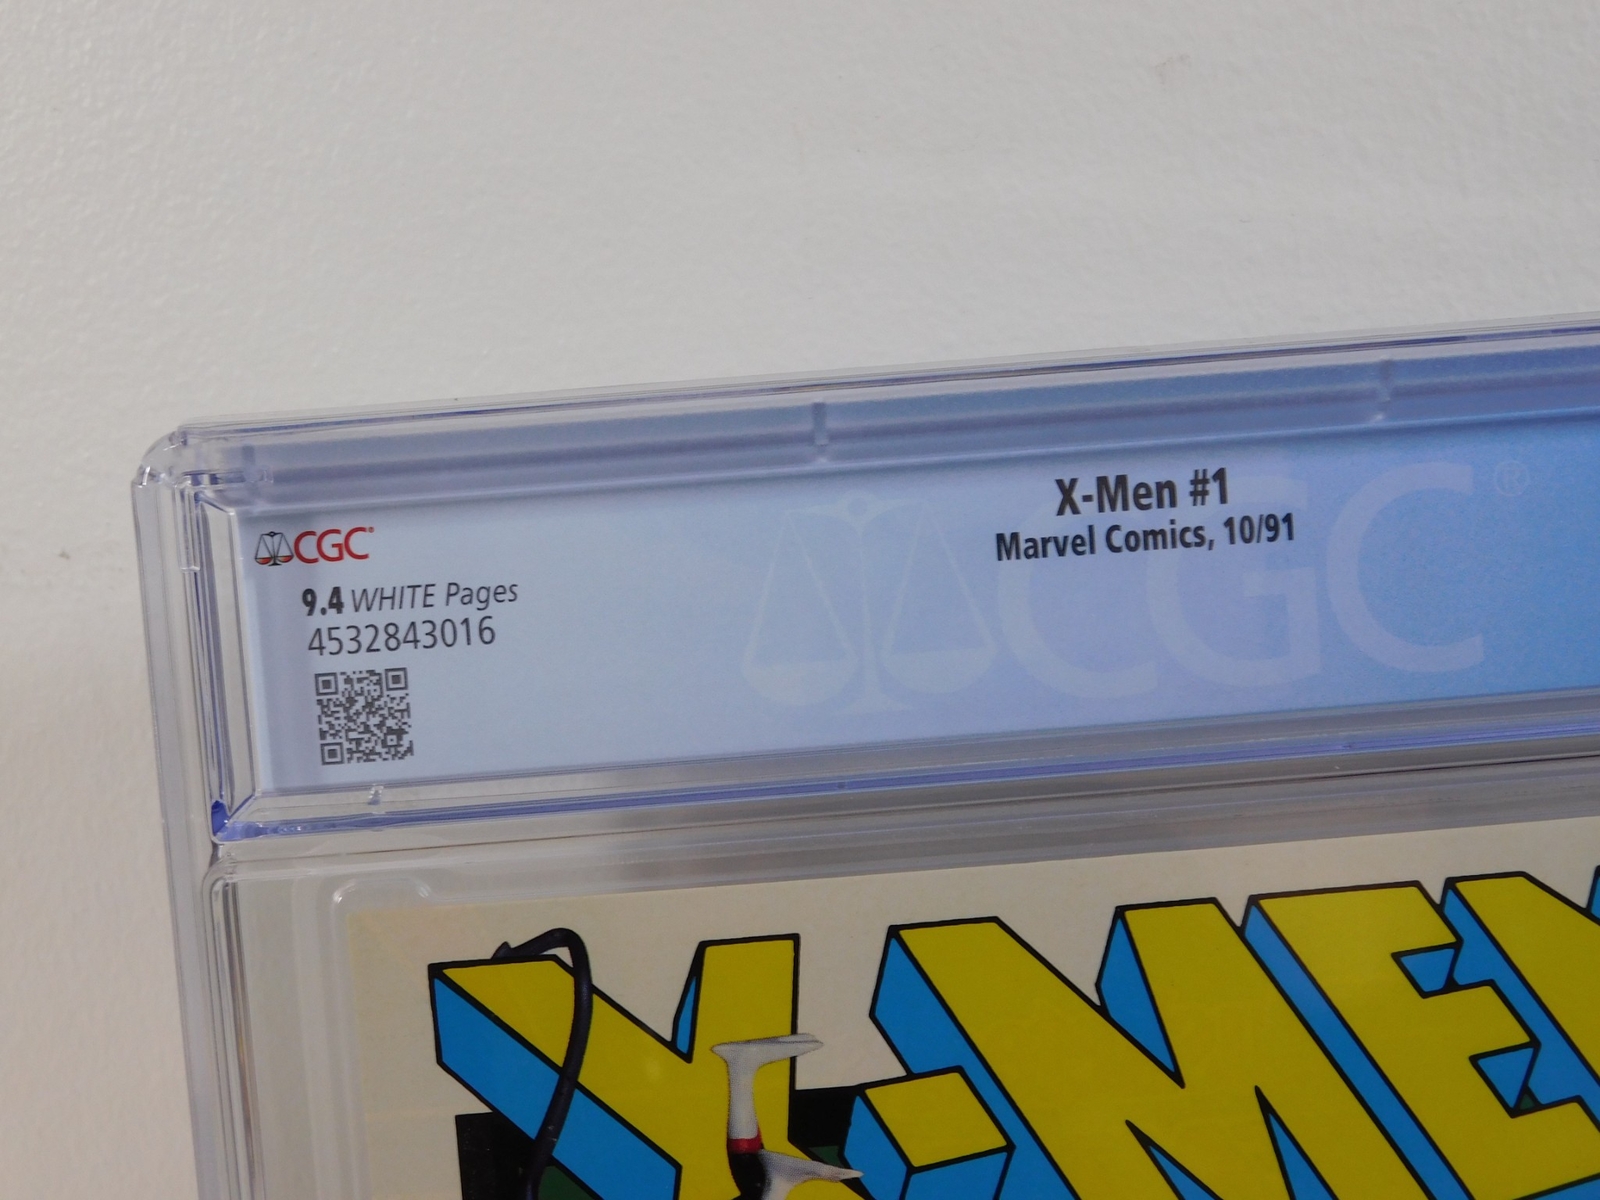 CGC®
9.4 WHITE Pages
4532843016
X-Men #1
Marvel Comics, 10/91
CGC®
X-MEN